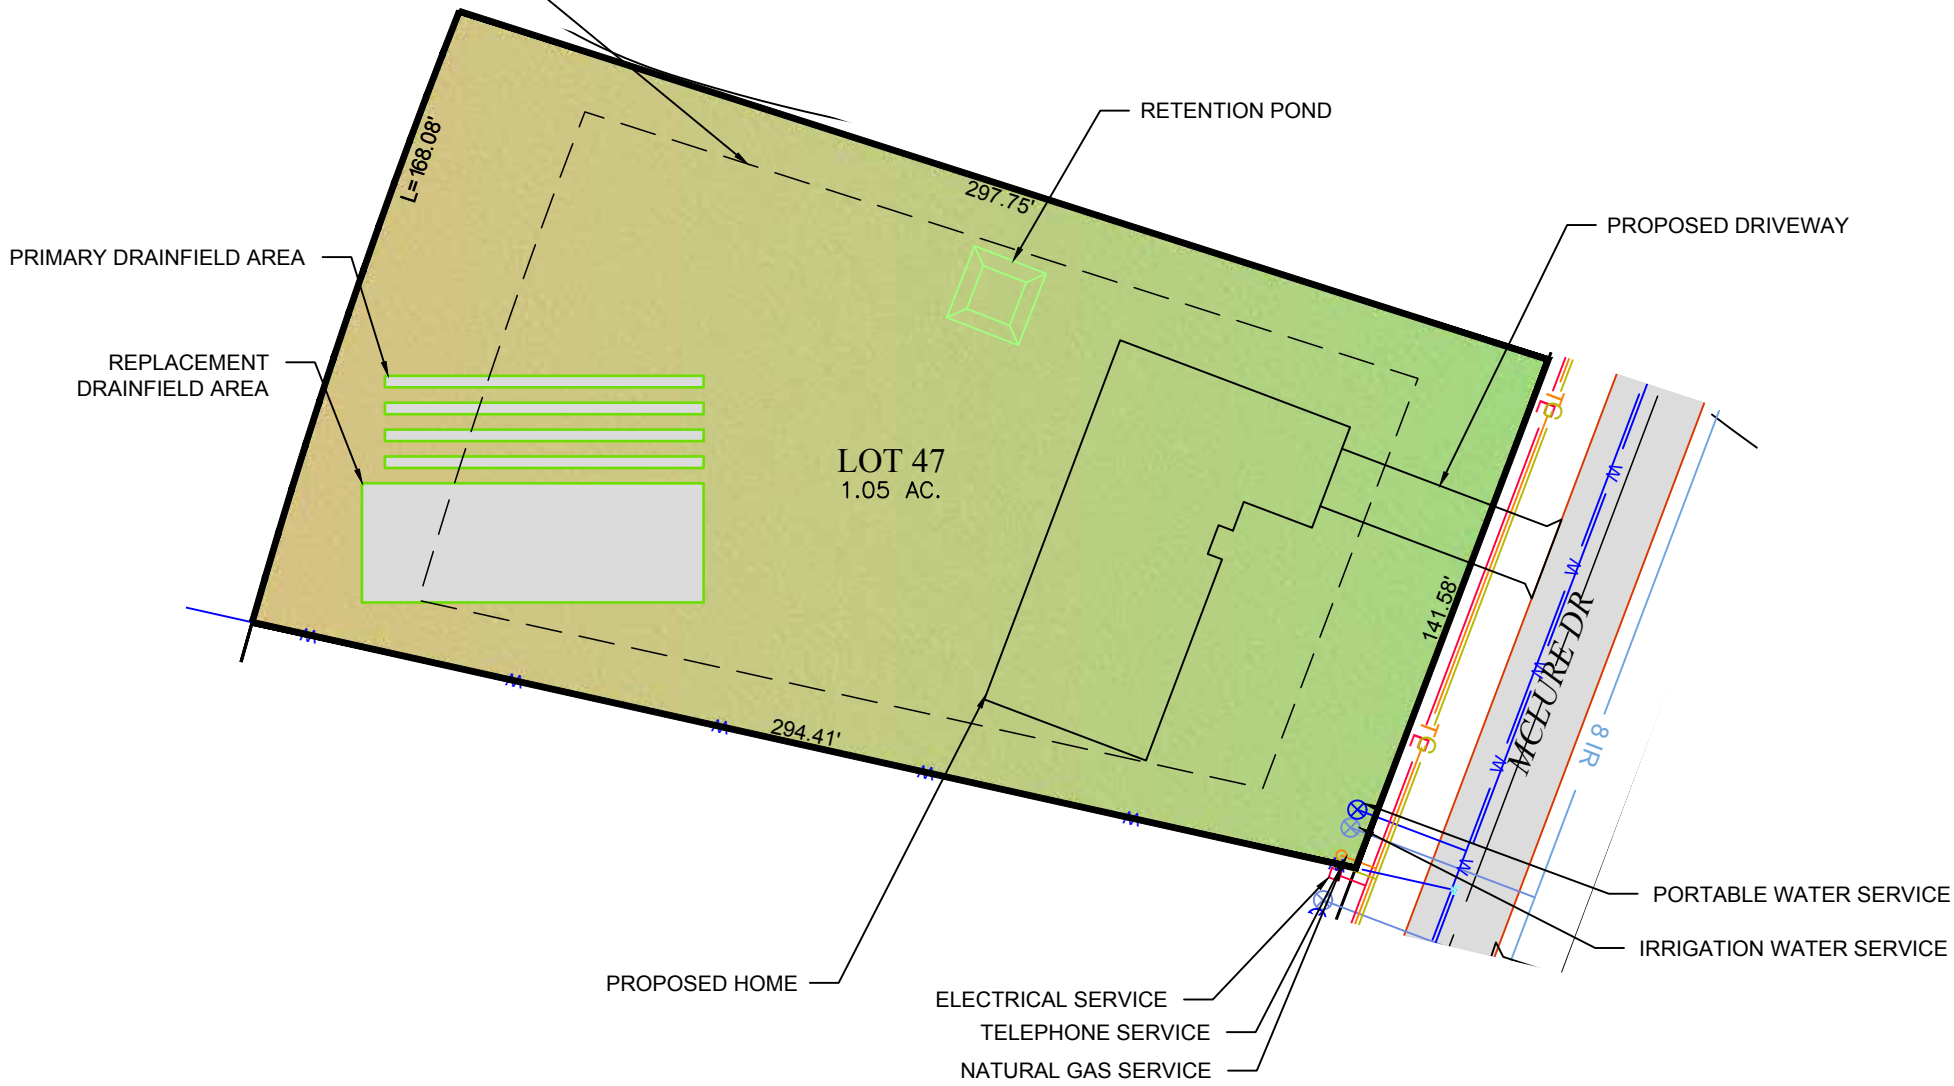 RETENTION POND
L=168.08'
297.75'
PROPOSED DRIVEWAY
PRIMARY DRAINFIELD AREA
REPLACEMENT
DRAINFIELD AREA
LOT 47
1.05 AC.
T
E
G
W
W
W
W
W
141.58'
MCLURE DR
8 IR
T
E
G
W
W
W
W
W
W
294.41'
PORTABLE WATER SERVICE
IRRIGATION WATER SERVICE
PROPOSED HOME
ELECTRICAL SERVICE
TELEPHONE SERVICE
NATURAL GAS SERVICE